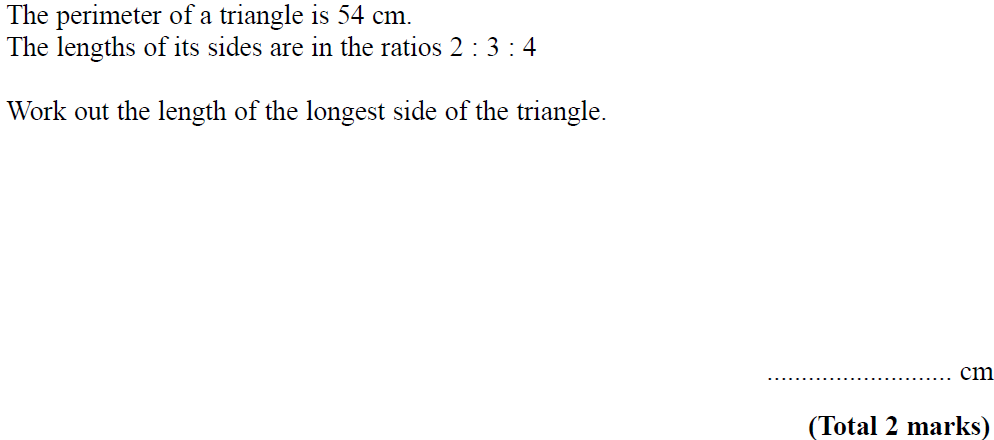 The perimeter of a triangle is 54 cm.
The lengths of its sides are in the ratios 2 : 3 : 4
Work out the length of the longest side of the triangle.
........................... cm
(Total 2 marks)